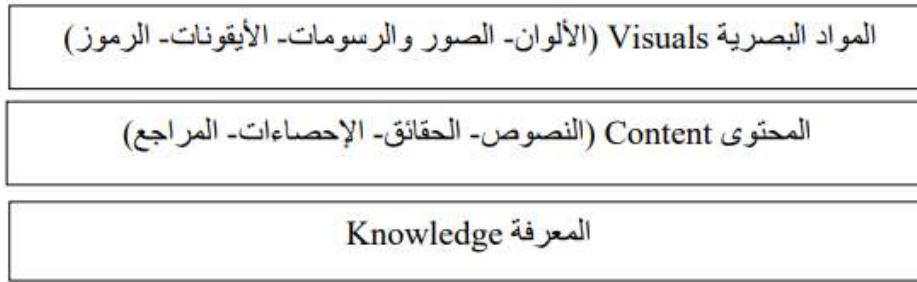 المواد البصرية Visuals (الألوان- الصور والرسومات- الأيقونات- الرموز)
المحتوى Content (النصوص- الحقائق- الإحصاءات- المراجع)
المعرفة Knowledge